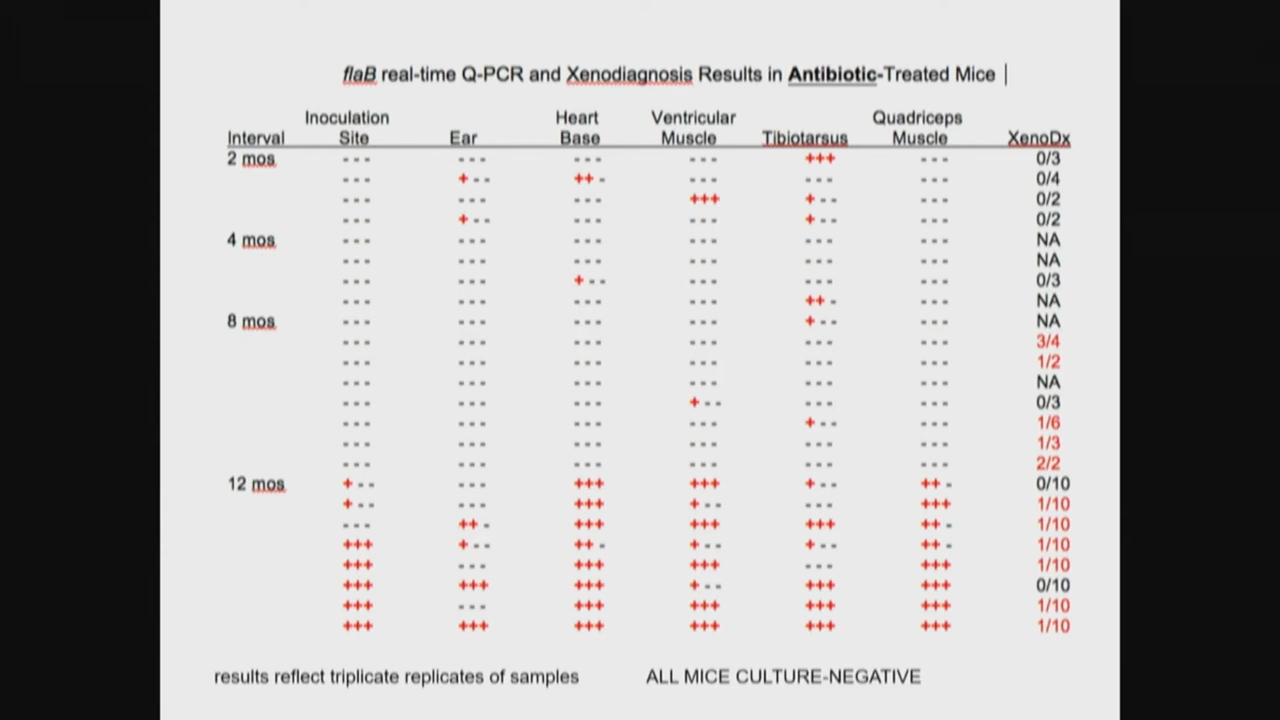 flaB real-time Q-PCR and Xenodiagnosis Results in Antibiotic-Treated Mice
Inoculation Heart Ventricular Quadriceps
Interval Site Ear Base Muscle Tibiotarsus Muscle XenoDx
2 mos --- --- --- --- +++ --- 0/3
--- +-- ++- --- --- --- 0/4
--- --- --- +++ +-- --- 0/2
--- +-- --- --- +-- --- 0/2
4 mos --- --- --- --- --- --- NA
--- --- --- --- --- --- NA
--- --- +-- --- --- --- 0/3
--- --- --- --- ++- --- NA
8 mos --- --- --- --- +-- --- NA
--- --- --- --- --- --- 3/4
--- --- --- --- --- --- 1/2
--- --- --- --- --- --- NA
--- --- --- +-- --- --- 0/3
--- --- --- --- +-- --- 1/6
--- --- --- --- --- --- 1/3
--- --- --- --- --- --- 2/2
12 mos +-- --- +++ +++ +-- ++- 0/10
+-- --- +++ +-- --- +++ 1/10
--- ++- +++ +++ +++ ++- 1/10
+++ +-- ++- +-- +-- ++- 1/10
+++ --- +++ +++ --- +++ 1/10
+++ +++ +++ +-- +++ +++ 0/10
+++ --- +++ +++ +++ +++ 1/10
+++ +++ +++ +++ +++ +++ 1/10
results reflect triplicate replicates of samples ALL MICE CULTURE-NEGATIVE